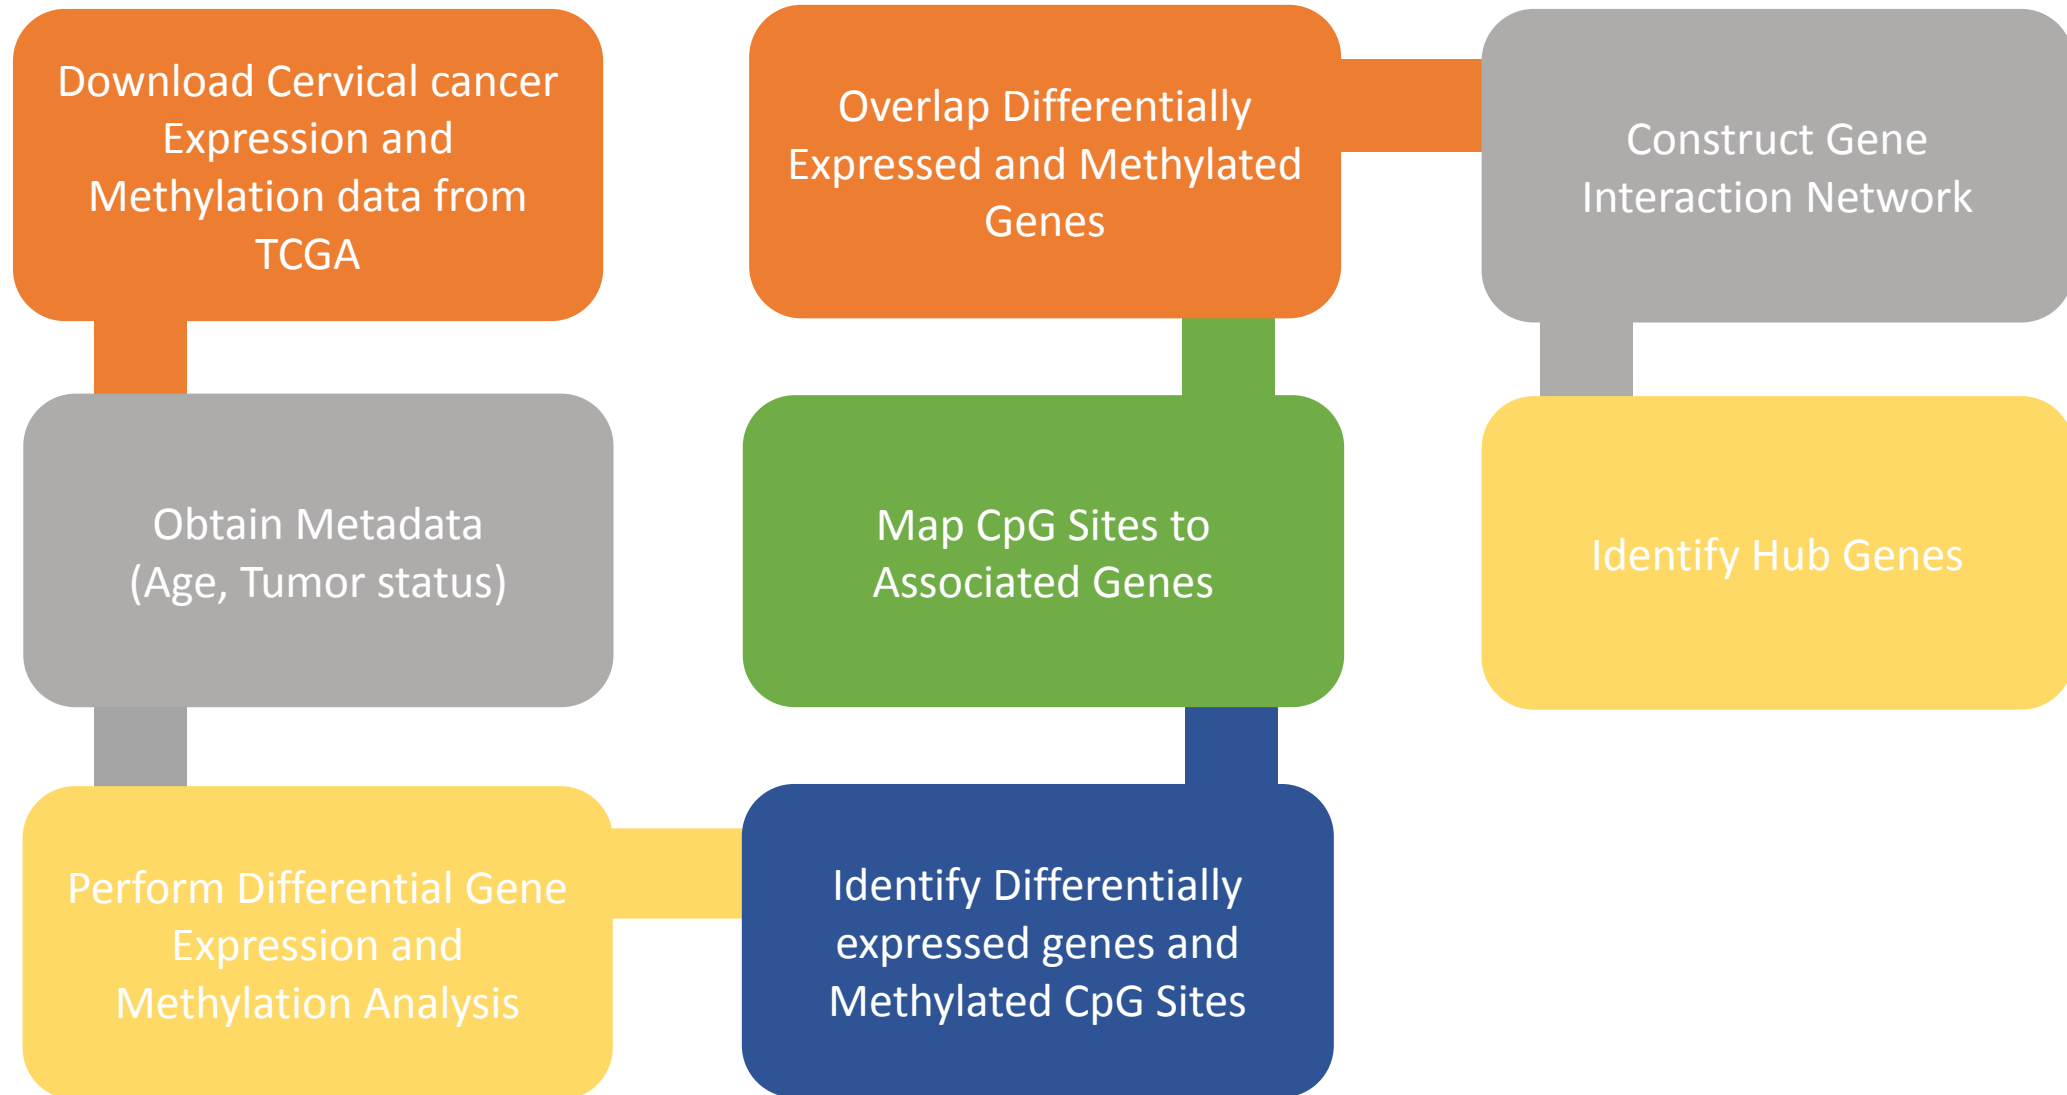 Download Cervical cancer
Expression and
Methylation data from
TCGA
Obtain Metadata
(Age, Tumor status)
Perform Differential Gene
Expression and
Methylation Analysis
Identify Differentially
expressed genes and
Methylated CpG Sites
Map CpG Sites to
Associated Genes
Overlap Differentially
Expressed and Methylated
Genes
Construct Gene
Interaction Network
Identify Hub Genes